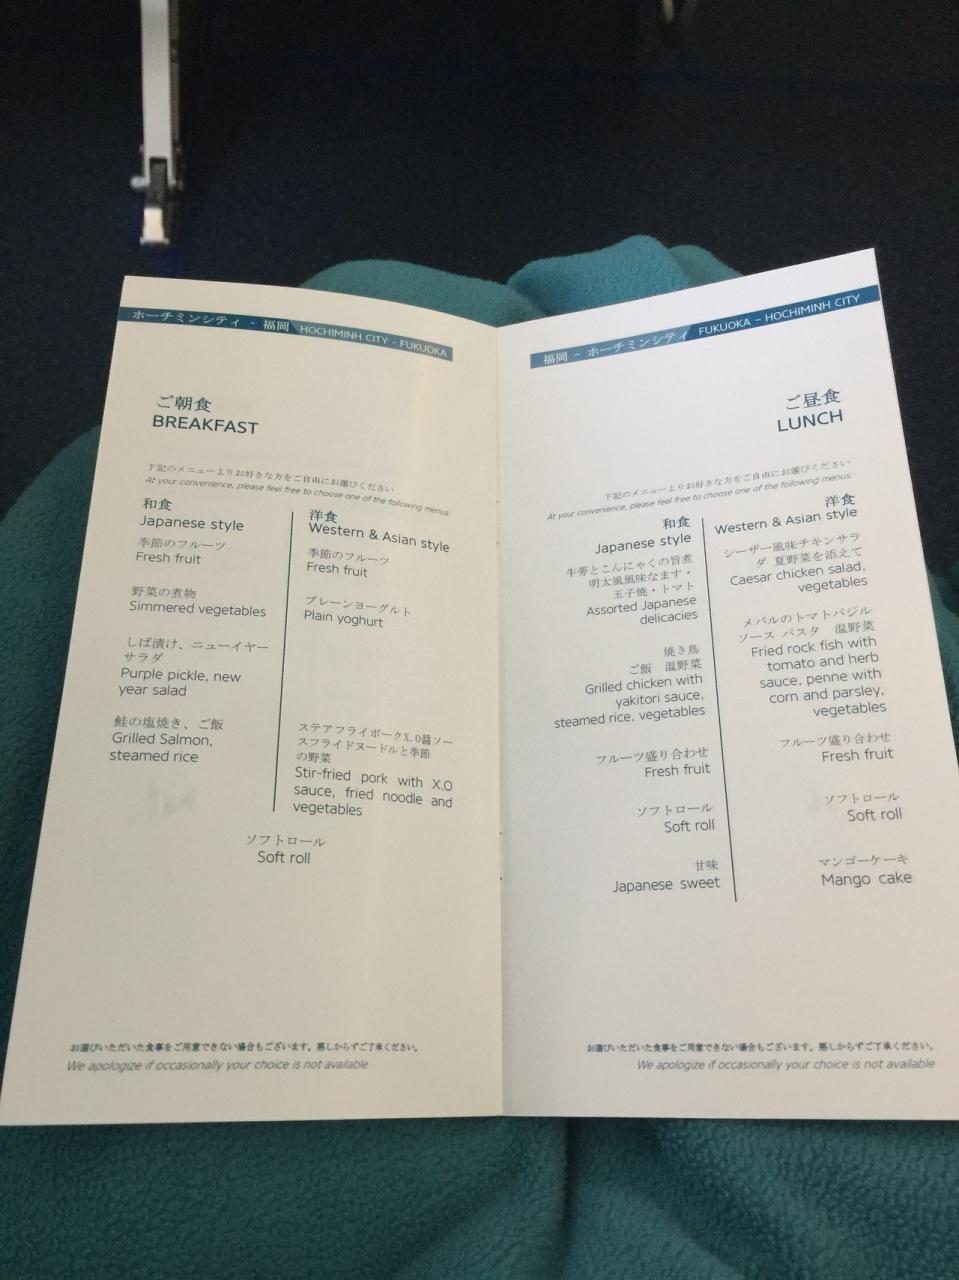 ホーチミンシティ - 福岡 HOCHIMINH CITY - FUKUOKA
ご朝食
BREAKFAST
下記のメニューよりお好きな方をご自由にお選びください
At your convenience, please feel free to choose one of the following menus:
和食
Japanese style
季節のフルーツ
Fresh fruit
野菜の煮物
Simmered vegetables
しば漬け、ニューイヤー
サラダ
Purple pickle, new
year salad
鮭の塩焼き、ご飯
Grilled Salmon,
steamed rice
洋食
Western & Asian style
季節のフルーツ
Fresh fruit
プレーンヨーグルト
Plain yoghurt
ステアフライポークX.O醤ソー
スフライドヌードルと季節
の野菜
Stir-fried pork with X.O
sauce, fried noodle and
vegetables
ソフトロール
Soft roll
お選びいただいた食事をご用意できない場合もございます。悪しからずご了承ください。
We apologize if occasionally your choice is not available
福岡 - ホーチミンシティ FUKUOKA - HOCHIMINH CITY
ご昼食
LUNCH
下記のメニューよりお好きな方をご自由にお選びください
At your convenience, please feel free to choose one of the following menus:
和食
Japanese style
牛蒡とこんにゃくの旨煮
明太風風味なます・
玉子焼・トマト
Assorted Japanese
delicacies
焼き鳥
ご飯 温野菜
Grilled chicken with
yakitori sauce,
steamed rice, vegetables
フルーツ盛り合わせ
Fresh fruit
ソフトロール
Soft roll
甘味
Japanese sweet
洋食
Western & Asian style
シーザー風味チキンサラ
ダ 夏野菜を添えて
Caesar chicken salad,
vegetables
メバルのトマトバジル
ソース パスタ 温野菜
Fried rock fish with
tomato and herb
sauce, penne with
corn and parsley,
vegetables
フルーツ盛り合わせ
Fresh fruit
ソフトロール
Soft roll
マンゴーケーキ
Mango cake
お選びいただいた食事をご用意できない場合もございます。悪しからずご了承ください。
We apologize if occasionally your choice is not available